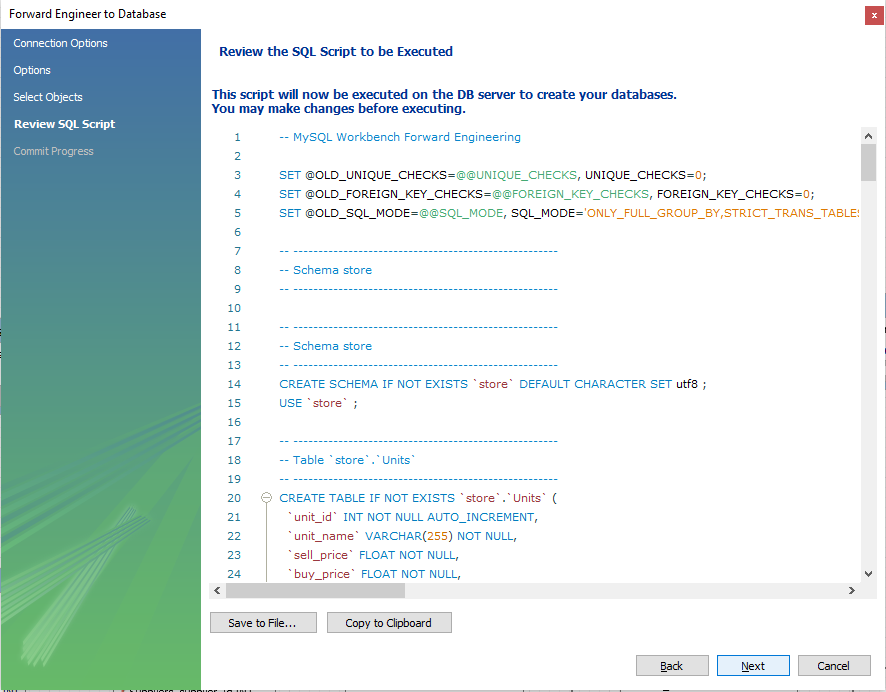 Forward Engineer to Database
x
Connection Options
Options
Select Objects
Review SQL Script
Commit Progress
Review the SQL Script to be Executed
This script will now be executed on the DB server to create your databases.
You may make changes before executing.
1 -- MySQL Workbench Forward Engineering
2
3 SET @OLD_UNIQUE_CHECKS=@@UNIQUE_CHECKS, UNIQUE_CHECKS=0;
4 SET @OLD_FOREIGN_KEY_CHECKS=@@FOREIGN_KEY_CHECKS, FOREIGN_KEY_CHECKS=0;
5 SET @OLD_SQL_MODE=@@SQL_MODE, SQL_MODE='ONLY_FULL_GROUP_BY,STRICT_TRANS_TABLES
6
7 -- -----------------------------------------------------
8 -- Schema store
9 -- -----------------------------------------------------
10
11 -- -----------------------------------------------------
12 -- Schema store
13 -- -----------------------------------------------------
14 CREATE SCHEMA IF NOT EXISTS `store` DEFAULT CHARACTER SET utf8 ;
15 USE `store` ;
16
17 -- -----------------------------------------------------
18 -- Table `store`.`Units`
19 -- -----------------------------------------------------
20 CREATE TABLE IF NOT EXISTS `store`.`Units` (
21 `unit_id` INT NOT NULL AUTO_INCREMENT,
22 `unit_name` VARCHAR(255) NOT NULL,
23 `sell_price` FLOAT NOT NULL,
24 `buy_price` FLOAT NOT NULL,
Save to File...
Copy to Clipboard
Back
Next
Cancel